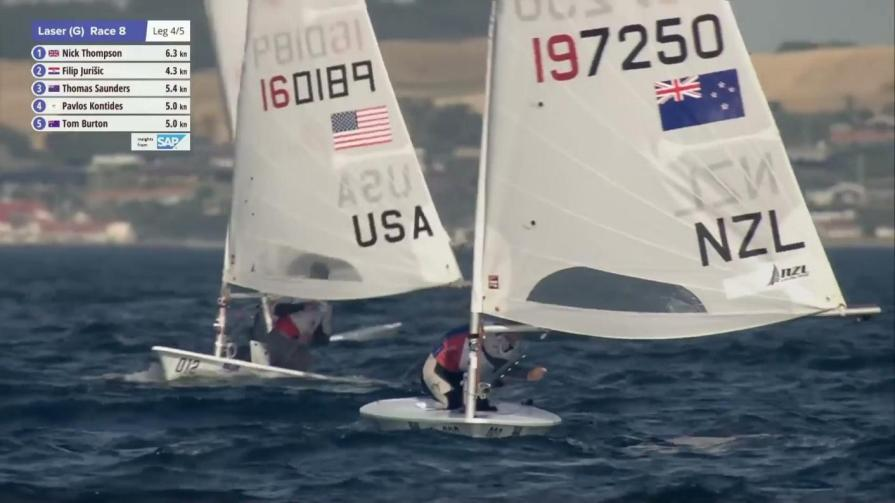 Laser (G) Race 8 Leg 4/5
1 Nick Thompson 6.3 kn
2 Filip Jurišic 4.3 kn
3 Thomas Saunders 5.4 kn
4 Pavlos Kontides 5.0 kn
5 Tom Burton 5.0 kn
Insights from SAP
160189
USA
197250
NZL
NZL
012